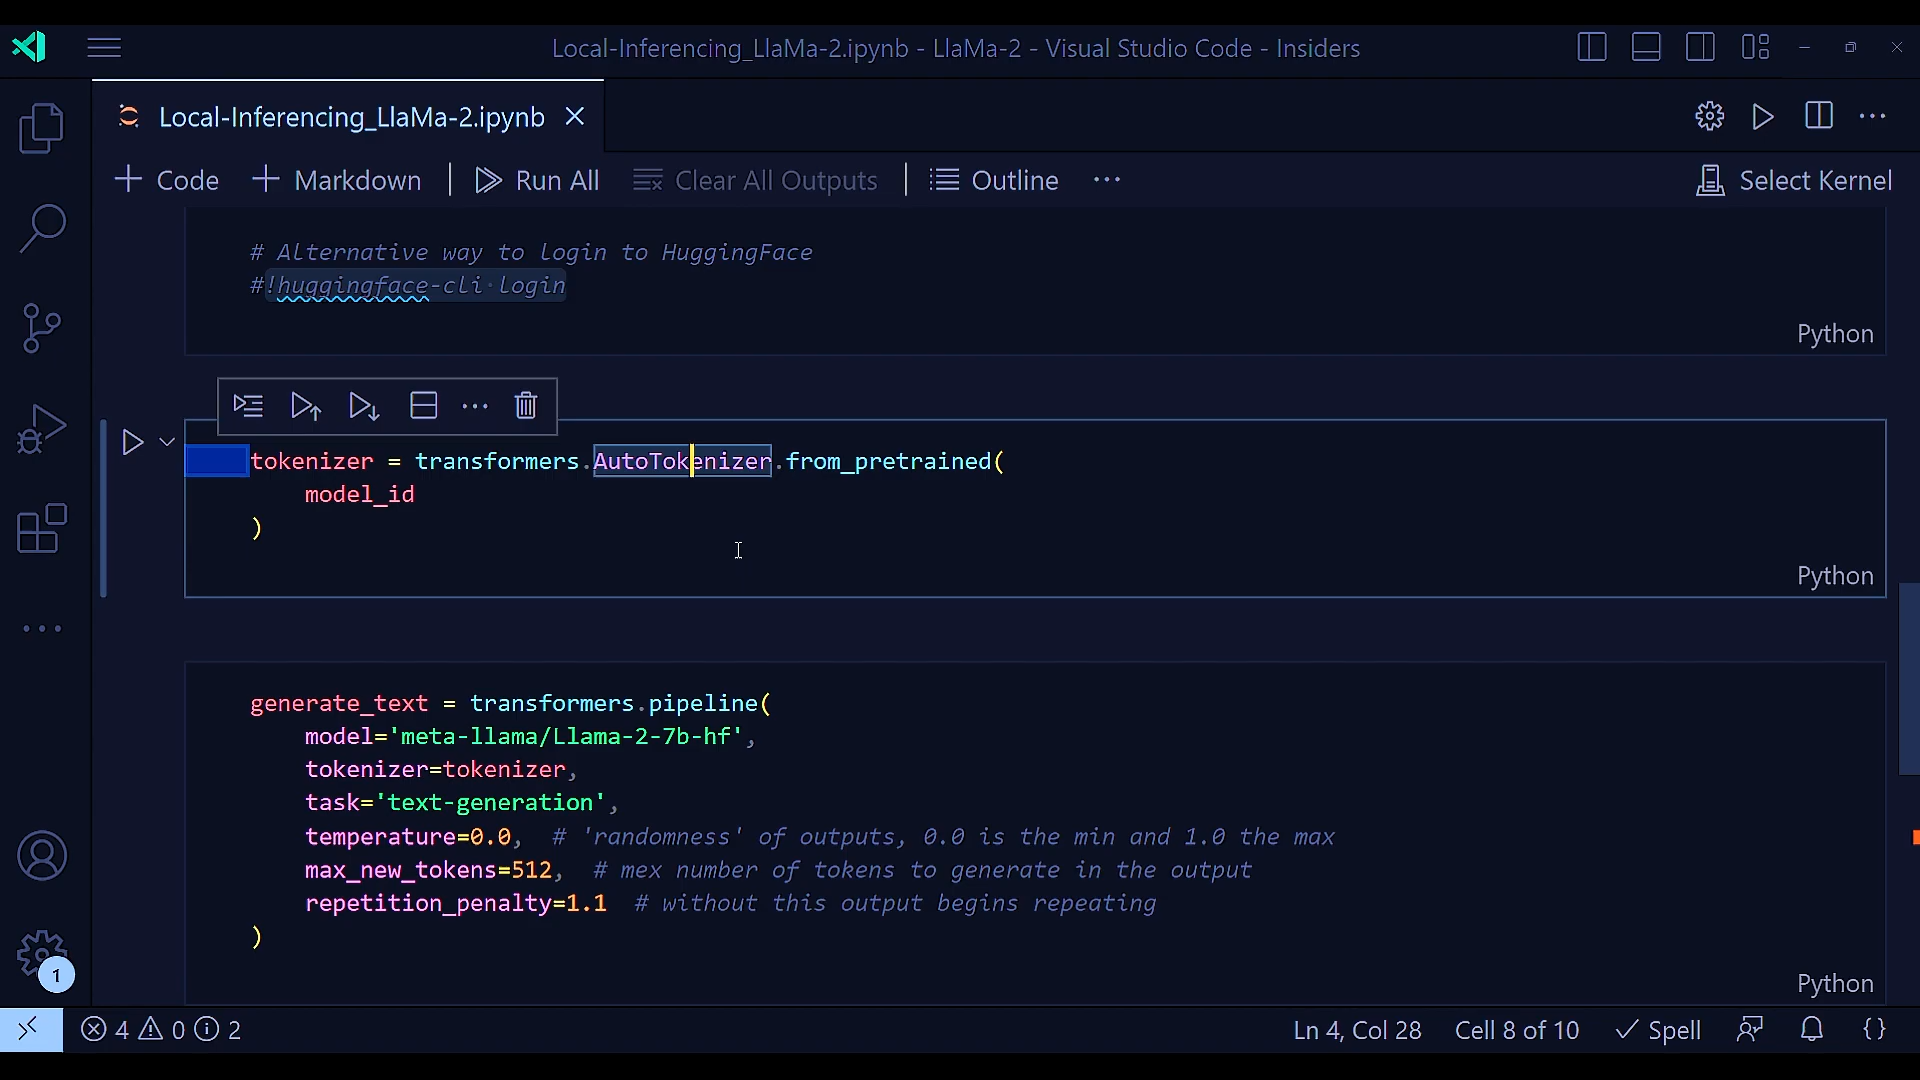 Local-Inferencing_LlaMa-2.ipynb - LlaMa-2 - Visual Studio Code - Insiders
Local-Inferencing_LlaMa-2.ipynb
Code
Markdown
Run All
Clear All Outputs
Outline
Select Kernel
# Alternative way to login to HuggingFace
#!huggingface-cli login
Python
tokenizer = transformers.AutoTokenizer.from_pretrained(
model_id
)
Python
generate_text = transformers.pipeline(
model='meta-llama/Llama-2-7b-hf',
tokenizer=tokenizer,
task='text-generation',
temperature=0.0, # 'randomness' of outputs, 0.0 is the min and 1.0 the max
max_new_tokens=512, # mex number of tokens to generate in the output
repetition_penalty=1.1 # without this output begins repeating
)
Python
1
4 0 2
Ln 4, Col 28
Cell 8 of 10
Spell
{}